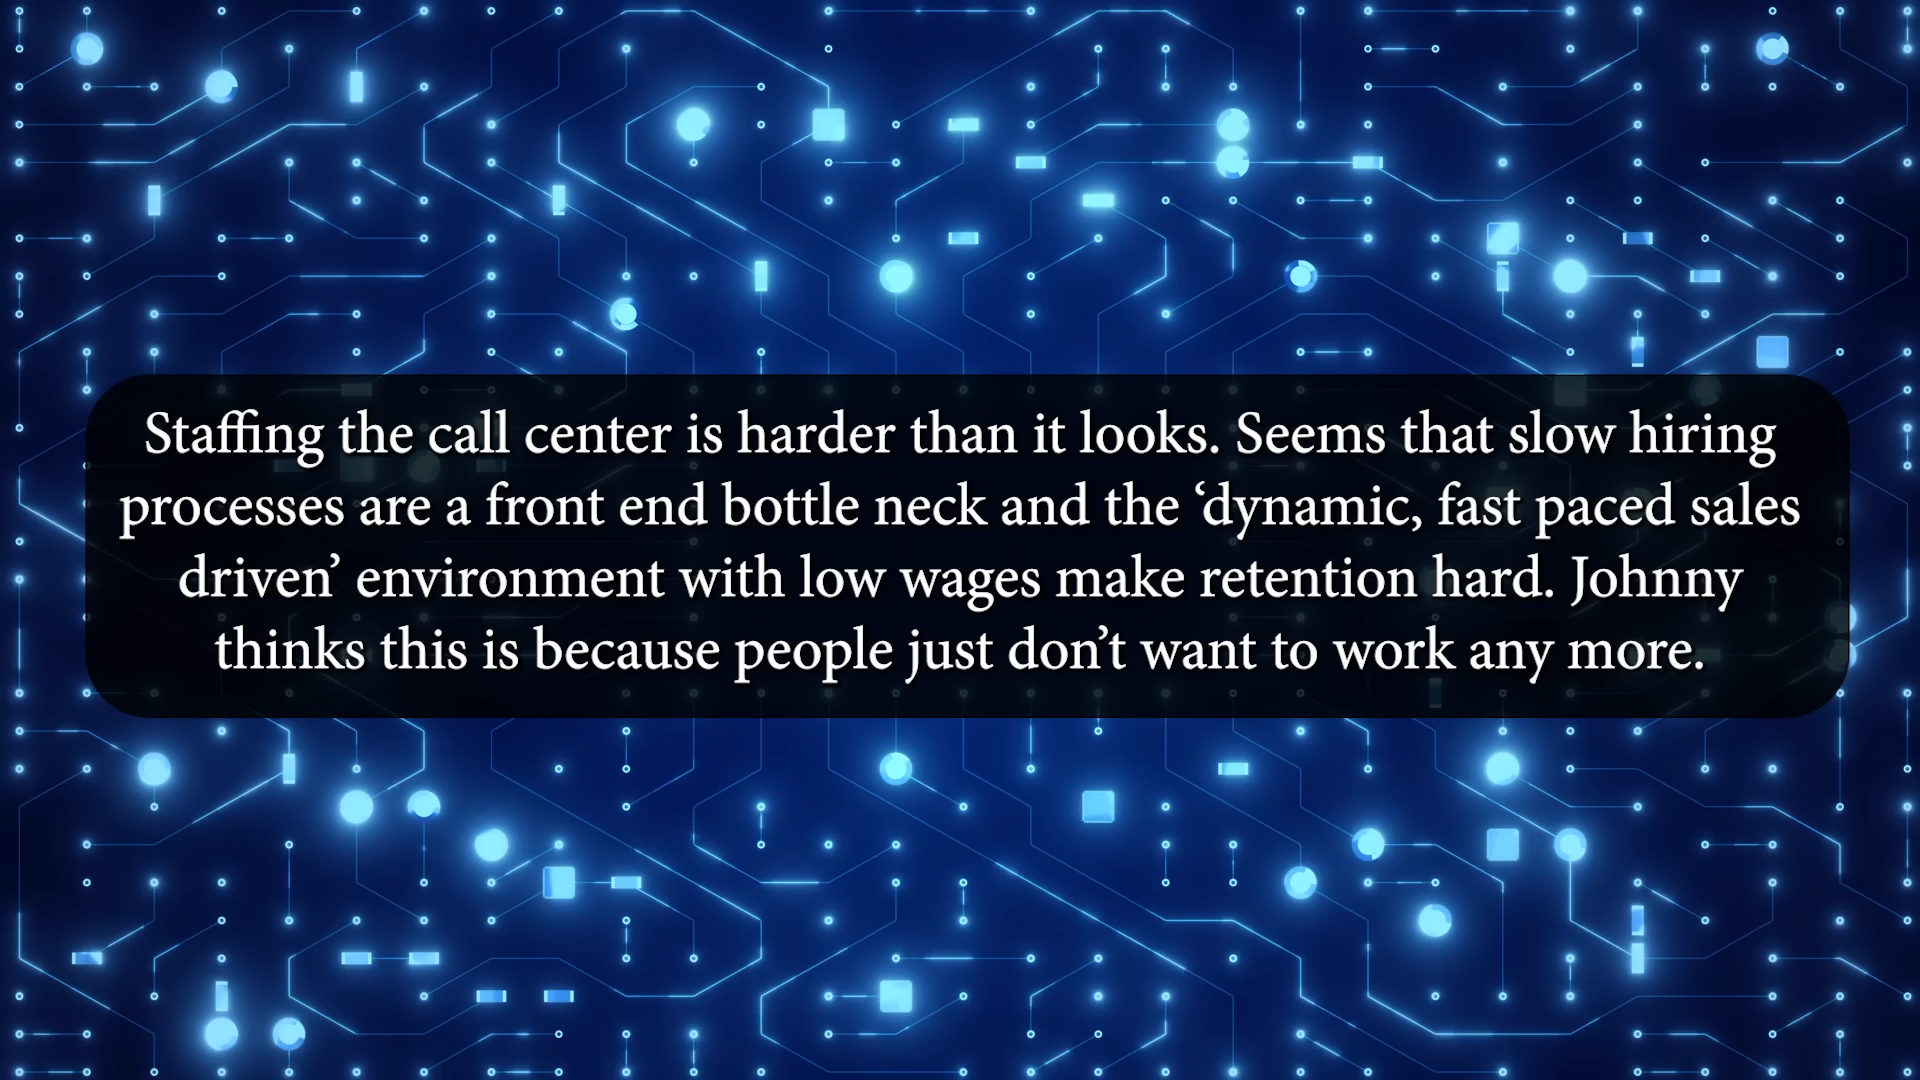 Staffing the call center is harder than it looks. Seems that slow hiring
processes are a front end bottle neck and the ‘dynamic, fast paced sales
driven’ environment with low wages make retention hard. Johnny
thinks this is because people just don’t want to work any more.